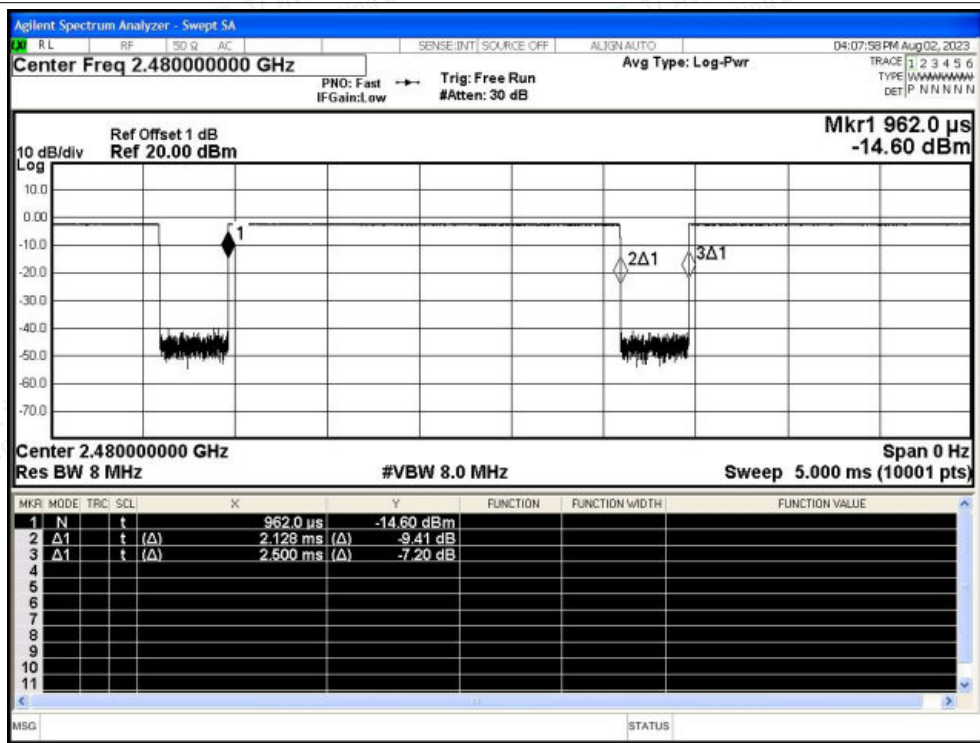 Agilent Spectrum Analyzer - Swept SA
LXI RL RF 50 Ω AC SENSE:INT SOURCE OFF ALIGN AUTO 04:07:58 PM Aug 02, 2023
Center Freq 2.480000000 GHz Avg Type: Log-Pwr TRACE 1 2 3 4 5 6
PNO: Fast Trig: Free Run TYPE WWWWWW
IFGain:Low #Atten: 30 dB DET P N N N N N
Mkr1 962.0 µs
Ref Offset 1 dB
10 dB/div Ref 20.00 dBm -14.60 dBm
Log
10.0
0.00
1
-10.0
2Δ1 3Δ1
-20.0
-30.0
-40.0
-50.0
-60.0
-70.0
Center 2.480000000 GHz Span 0 Hz
Res BW 8 MHz #VBW 8.0 MHz Sweep 5.000 ms (10001 pts)
MKR MODE TRC SCL X Y FUNCTION FUNCTION WIDTH FUNCTION VALUE
1 N t 962.0 µs -14.60 dBm
2 Δ1 t (Δ) 2.128 ms (Δ) -9.41 dB
3 Δ1 t (Δ) 2.500 ms (Δ) -7.20 dB
4
5
6
7
8
9
10
11
MSG STATUS